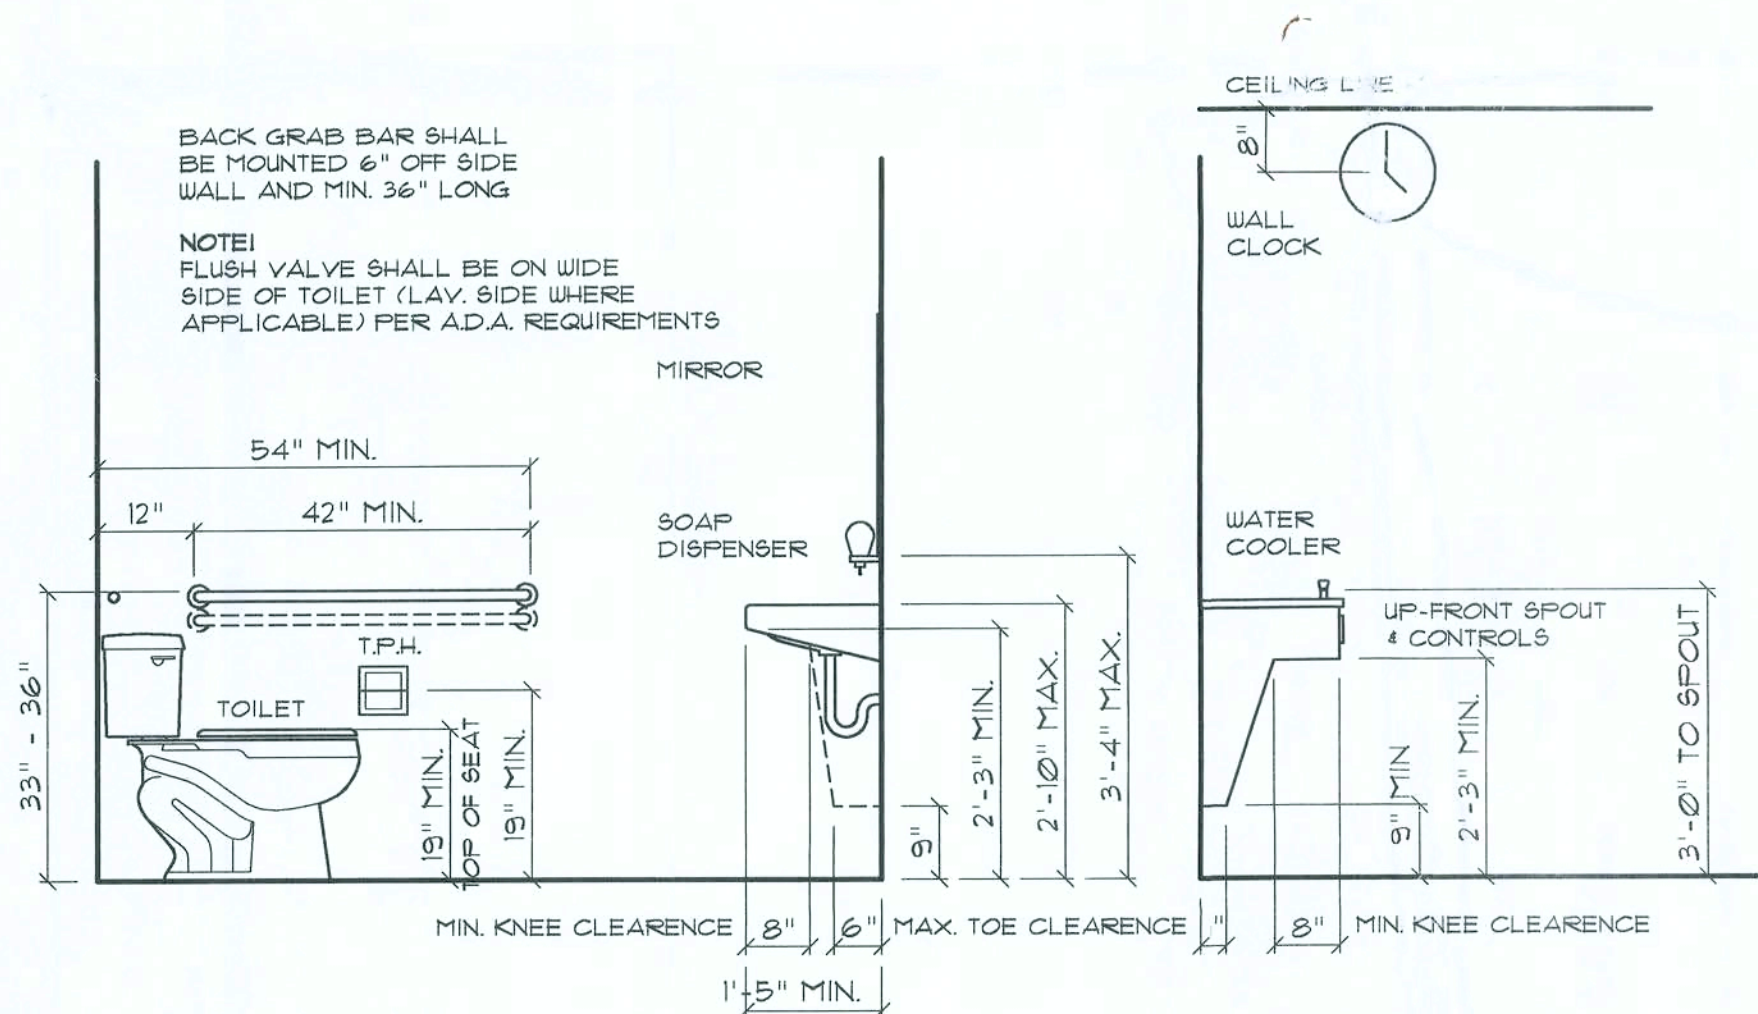 CEILING LINE
8"
BACK GRAB BAR SHALL
BE MOUNTED 6" OFF SIDE
WALL AND MIN. 36" LONG
NOTE!
FLUSH VALVE SHALL BE ON WIDE
SIDE OF TOILET (LAV. SIDE WHERE
APPLICABLE) PER A.D.A. REQUIREMENTS
WALL
CLOCK
MIRROR
54" MIN.
12"
42" MIN.
SOAP
DISPENSER
WATER
COOLER
UP-FRONT SPOUT
& CONTROLS
T.P.H.
TOILET
33" - 36"
19" MIN.
TOP OF SEAT
19" MIN.
9"
2'-3" MIN.
2'-10" MAX.
3'-4" MAX.
9" MIN
2'-3" MIN.
3'-0" TO SPOUT
MIN. KNEE CLEARENCE
8"
6"
MAX. TOE CLEARENCE
"
8"
MIN. KNEE CLEARENCE
1'-5" MIN.